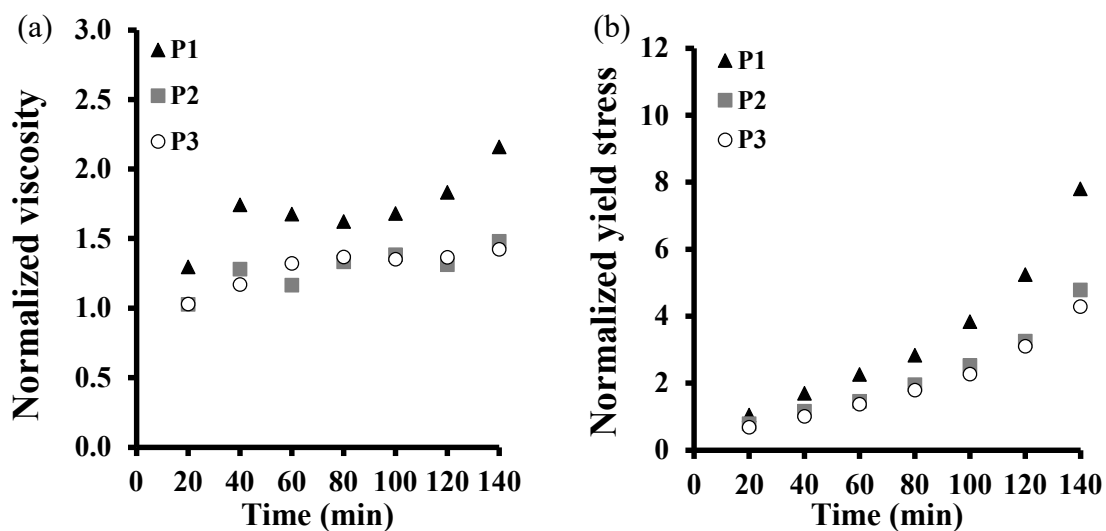 (a)
Normalized viscosity
3.0
2.5
2.0
1.5
1.0
0.5
0.0
P1
P2
P3
0 20 40 60 80 100 120 140
Time (min)
(b)
Normalized yield stress
12
10
8
6
4
2
0
P1
P2
P3
0 20 40 60 80 100 120 140
Time (min)